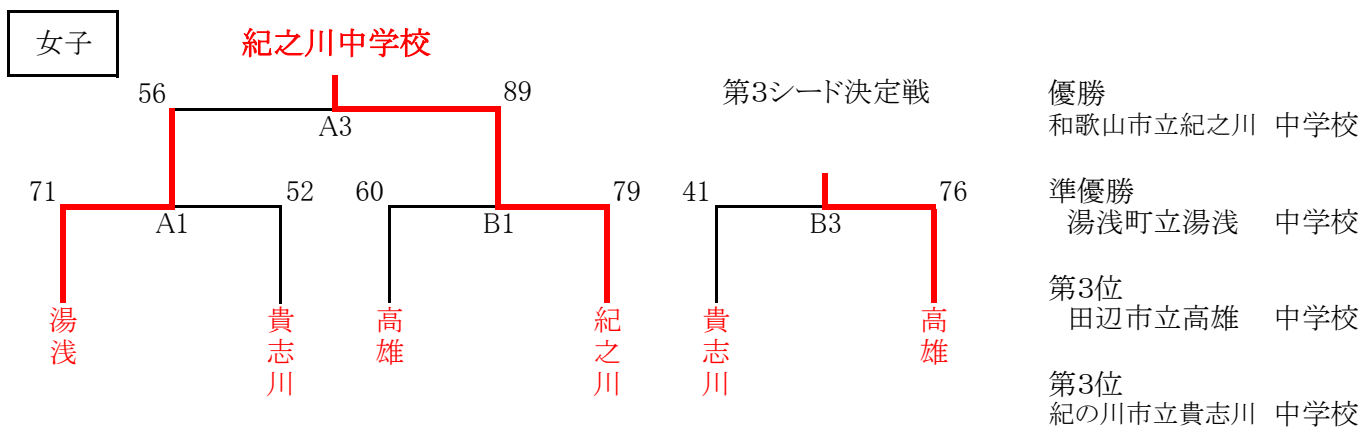 女子
紀之川中学校
56
89
A3
71
52
60
79
A1
B1
湯浅
貴志川
高雄
紀之川
第3シード決定戦
41
76
B3
貴志川
高雄
優勝
和歌山市立紀之川 中学校
準優勝
湯浅町立湯浅 中学校
第3位
田辺市立高雄 中学校
第3位
紀の川市立貴志川 中学校